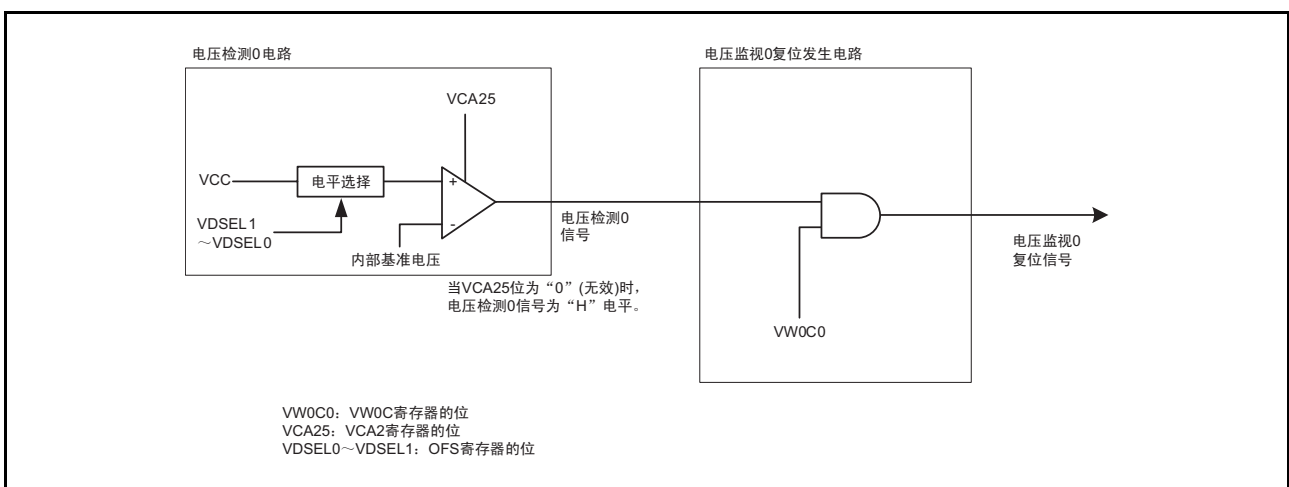 电压检测0电路
电压监视0复位发生电路
VCA25
VCC
电平选择
+
-
VDSEL1
～VDSEL0
内部基准电压
电压检测0
信号
当VCA25位为“0”(无效)时，
电压检测0信号为“H”电平。
VW0C0
电压监视0
复位信号
VW0C0：VW0C寄存器的位
VCA25：VCA2寄存器的位
VDSEL0～VDSEL1：OFS寄存器的位